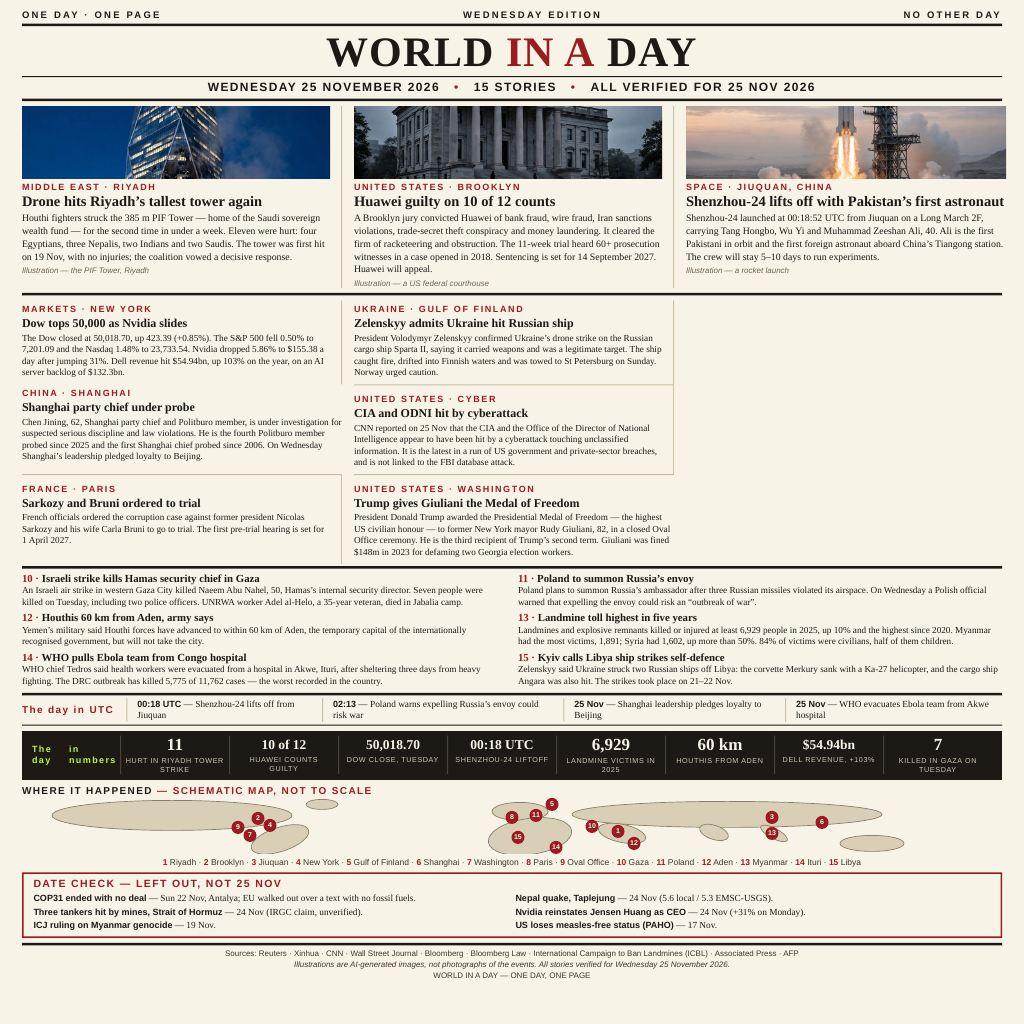 ONE DAY · ONE PAGE
WEDNESDAY EDITION
NO OTHER DAY
WORLD IN A DAY
WEDNESDAY 25 NOVEMBER 2026 • 15 STORIES • ALL VERIFIED FOR 25 NOV 2026
MIDDLE EAST · RIYADH
Drone hits Riyadh’s tallest tower again
Houthi fighters struck the 385 m PIF Tower — home of the Saudi sovereign
wealth fund — for the second time in under a week. Eleven were hurt: four
Egyptians, three Nepalis, two Indians and two Saudis. The tower was first hit
on 19 Nov, with no injuries; the coalition vowed a decisive response.
Illustration — the PIF Tower, Riyadh
UNITED STATES · BROOKLYN
Huawei guilty on 10 of 12 counts
A Brooklyn jury convicted Huawei of bank fraud, wire fraud, Iran sanctions
violations, trade-secret theft conspiracy and money laundering. It cleared the
firm of racketeering and obstruction. The 11-week trial heard 60+ prosecution
witnesses in a case opened in 2018. Sentencing is set for 14 September 2027.
Huawei will appeal.
Illustration — a US federal courthouse
SPACE · JIUQUAN, CHINA
Shenzhou-24 lifts off with Pakistan’s first astronaut
Shenzhou-24 launched at 00:18:52 UTC from Jiuquan on a Long March 2F,
carrying Tang Hongbo, Wu Yi and Muhammad Zeeshan Ali, 40. Ali is the first
Pakistani in orbit and the first foreign astronaut aboard China’s Tiangong station.
The crew will stay 5–10 days to run experiments.
Illustration — a rocket launch
MARKETS · NEW YORK
Dow tops 50,000 as Nvidia slides
The Dow closed at 50,018.70, up 423.39 (+0.85%). The S&P 500 fell 0.50% to
7,201.09 and the Nasdaq 1.48% to 23,733.54. Nvidia dropped 5.86% to $155.38 a
day after jumping 31%. Dell revenue hit $54.94bn, up 103% on the year, on an AI
server backlog of $132.3bn.
UKRAINE · GULF OF FINLAND
Zelenskyy admits Ukraine hit Russian ship
President Volodymyr Zelenskyy confirmed Ukraine’s drone strike on the Russian
cargo ship Sparta II, saying it carried weapons and was a legitimate target. The ship
caught fire, drifted into Finnish waters and was towed to St Petersburg on Sunday.
Norway urged caution.
CHINA · SHANGHAI
Shanghai party chief under probe
Chen Jining, 62, Shanghai party chief and Politburo member, is under investigation for
suspected serious discipline and law violations. He is the fourth Politburo member
probed since 2025 and the first Shanghai chief probed since 2006. On Wednesday
Shanghai’s leadership pledged loyalty to Beijing.
UNITED STATES · CYBER
CIA and ODNI hit by cyberattack
CNN reported on 25 Nov that the CIA and the Office of the Director of National
Intelligence appear to have been hit by a cyberattack touching unclassified
information. It is the latest in a run of US government and private-sector breaches,
and is not linked to the FBI database attack.
FRANCE · PARIS
Sarkozy and Bruni ordered to trial
French officials ordered the corruption case against former president Nicolas
Sarkozy and his wife Carla Bruni to go to trial. The first pre-trial hearing is set for
1 April 2027.
UNITED STATES · WASHINGTON
Trump gives Giuliani the Medal of Freedom
President Donald Trump awarded the Presidential Medal of Freedom — the highest
US civilian honour — to former New York mayor Rudy Giuliani, 82, in a closed Oval
Office ceremony. He is the third recipient of Trump’s second term. Giuliani was fined
$148m in 2023 for defaming two Georgia election workers.
10 · Israeli strike kills Hamas security chief in Gaza
An Israeli air strike in western Gaza City killed Naeem Abu Nahel, 50, Hamas’s internal security director. Seven people were
killed on Tuesday, including two police officers. UNRWA worker Adel al-Helo, a 35-year veteran, died in Jabalia camp.
11 · Poland to summon Russia’s envoy
Poland plans to summon Russia’s ambassador after three Russian missiles violated its airspace. On Wednesday a Polish official
warned that expelling the envoy could risk an “outbreak of war”.
12 · Houthis 60 km from Aden, army says
Yemen’s military said Houthi forces have advanced to within 60 km of Aden, the temporary capital of the internationally
recognised government, but will not take the city.
13 · Landmine toll highest in five years
Landmines and explosive remnants killed or injured at least 6,929 people in 2025, up 10% and the highest since 2020. Myanmar
had the most victims, 1,891; Syria had 1,602, up more than 50%. 84% of victims were civilians, half of them children.
14 · WHO pulls Ebola team from Congo hospital
WHO chief Tedros said health workers were evacuated from a hospital in Akwe, Ituri, after sheltering three days from heavy
fighting. The DRC outbreak has killed 5,775 of 11,762 cases — the worst recorded in the country.
15 · Kyiv calls Libya ship strikes self-defence
Zelenskyy said Ukraine struck two Russian ships off Libya: the corvette Merkury sank with a Ka-27 helicopter, and the cargo ship
Angara was also hit. The strikes took place on 21–22 Nov.
The day in UTC
00:18 UTC — Shenzhou-24 lifts off from
Jiuquan
02:13 — Poland warns expelling Russia’s envoy could
risk war
25 Nov — Shanghai leadership pledges loyalty to
Beijing
25 Nov — WHO evacuates Ebola team from Akwe
hospital
The day in numbers
11
HURT IN RIYADH TOWER
STRIKE
10 of 12
HUAWEI COUNTS
GUILTY
50,018.70
DOW CLOSE, TUESDAY
00:18 UTC
SHENZHOU-24 LIFTOFF
6,929
LANDMINE VICTIMS IN
2025
60 km
HOUTHIS FROM ADEN
$54.94bn
DELL REVENUE, +103%
7
KILLED IN GAZA ON
TUESDAY
WHERE IT HAPPENED — SCHEMATIC MAP, NOT TO SCALE
5
2
4
9
7
8
11
10
1
15
12
14
3
6
13
1 Riyadh · 2 Brooklyn · 3 Jiuquan · 4 New York · 5 Gulf of Finland · 6 Shanghai · 7 Washington · 8 Paris · 9 Oval Office · 10 Gaza · 11 Poland · 12 Aden · 13 Myanmar · 14 Ituri · 15 Libya
DATE CHECK — LEFT OUT, NOT 25 NOV
COP31 ended with no deal — Sun 22 Nov, Antalya; EU walked out over a text with no fossil fuels.
Nepal quake, Taplejung — 24 Nov (5.6 local / 5.3 EMSC-USGS).
Three tankers hit by mines, Strait of Hormuz — 24 Nov (IRGC claim, unverified).
Nvidia reinstates Jensen Huang as CEO — 24 Nov (+31% on Monday).
ICJ ruling on Myanmar genocide — 19 Nov.
US loses measles-free status (PAHO) — 17 Nov.
Sources: Reuters · Xinhua · CNN · Wall Street Journal · Bloomberg · Bloomberg Law · International Campaign to Ban Landmines (ICBL) · Associated Press · AFP
Illustrations are AI-generated images, not photographs of the events. All stories verified for Wednesday 25 November 2026.
WORLD IN A DAY — ONE DAY, ONE PAGE